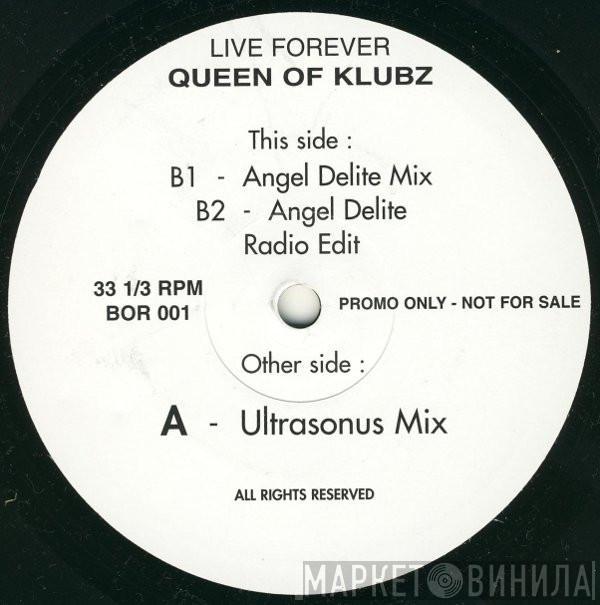 LIVE FOREVER
QUEEN OF KLUBZ
This side :
B1 - Angel Delite Mix
B2 - Angel Delite
Radio Edit
33 1/3 RPM
BOR 001
PROMO ONLY - NOT FOR SALE
Other side :
A - Ultrasonus Mix
ALL RIGHTS RESERVED
МАРКЕТ ВИНИЛА